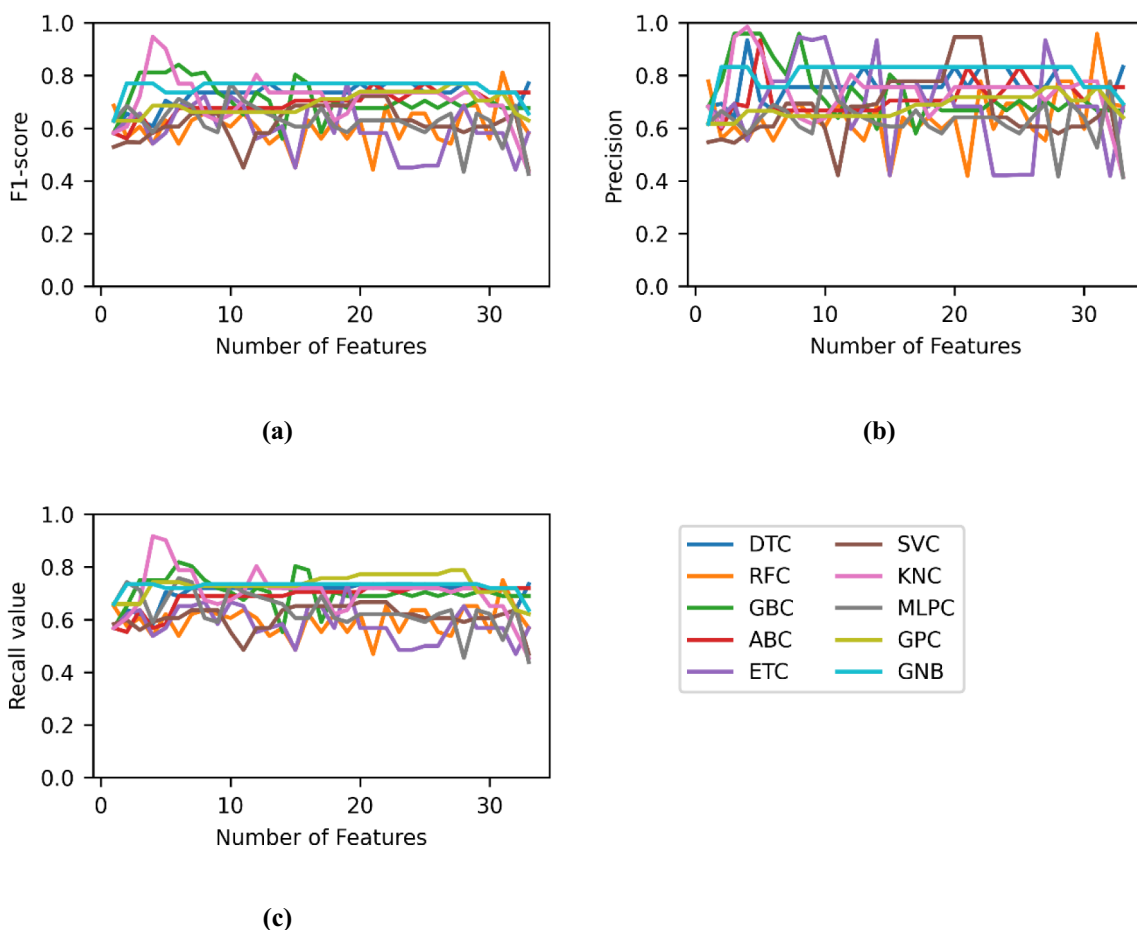 1.0
0.8
0.6
0.4
0.2
0.0
F1-score
0
10
20
30
Number of Features
(a)
1.0
0.8
0.6
0.4
0.2
0.0
Precision
0
10
20
30
Number of Features
(b)
1.0
0.8
0.6
0.4
0.2
0.0
Recall value
0
10
20
30
Number of Features
(c)
DTC
RFC
GBC
ABC
ETC
SVC
KNC
MLPC
GPC
GNB